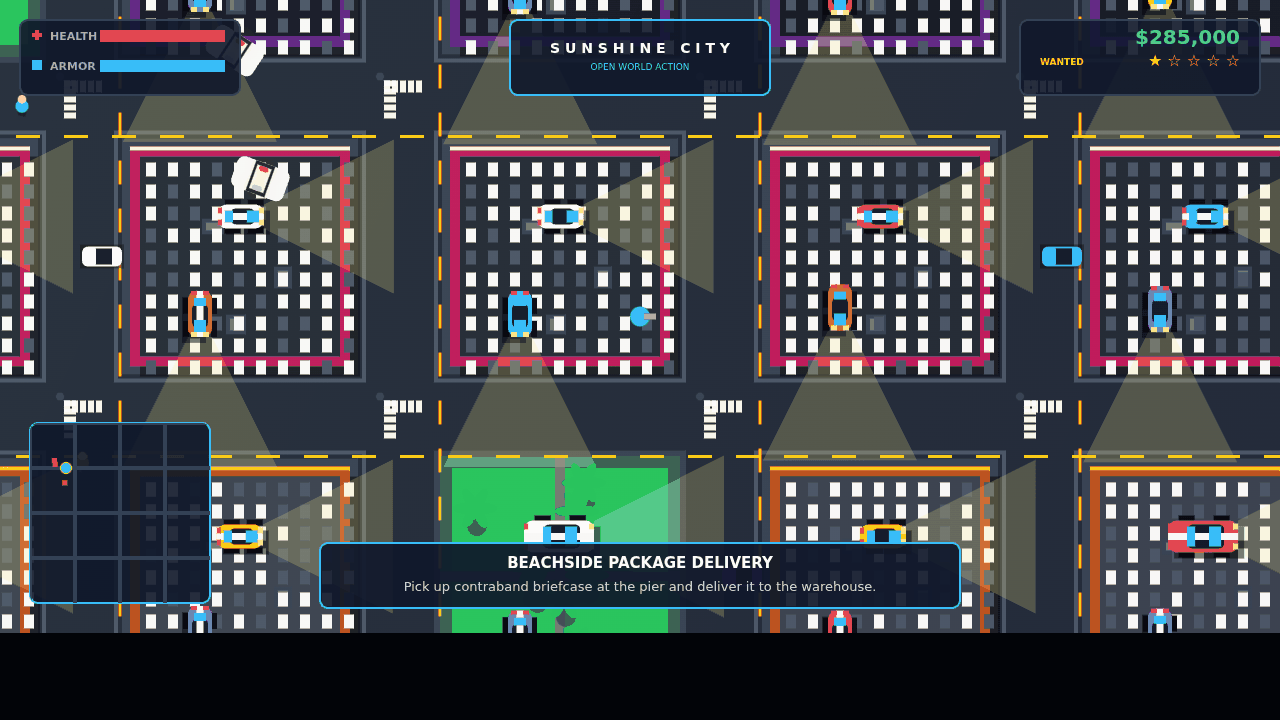 HEALTH
ARMOR
SUNSHINE CITY
OPEN WORLD ACTION
$285,000
WANTED ★ ☆ ☆ ☆ ☆
BEACHSIDE PACKAGE DELIVERY
Pick up contraband briefcase at the pier and deliver it to the warehouse.